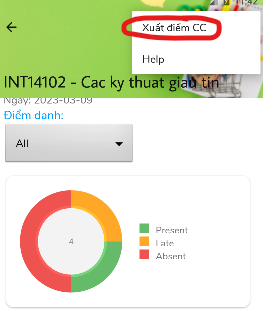 11:42
Xuất điểm CC
Help
INT14102 - Cac ky thuat giau tin
Ngày: 2023-03-09
Điểm danh:
All
4
Present
Late
Absent